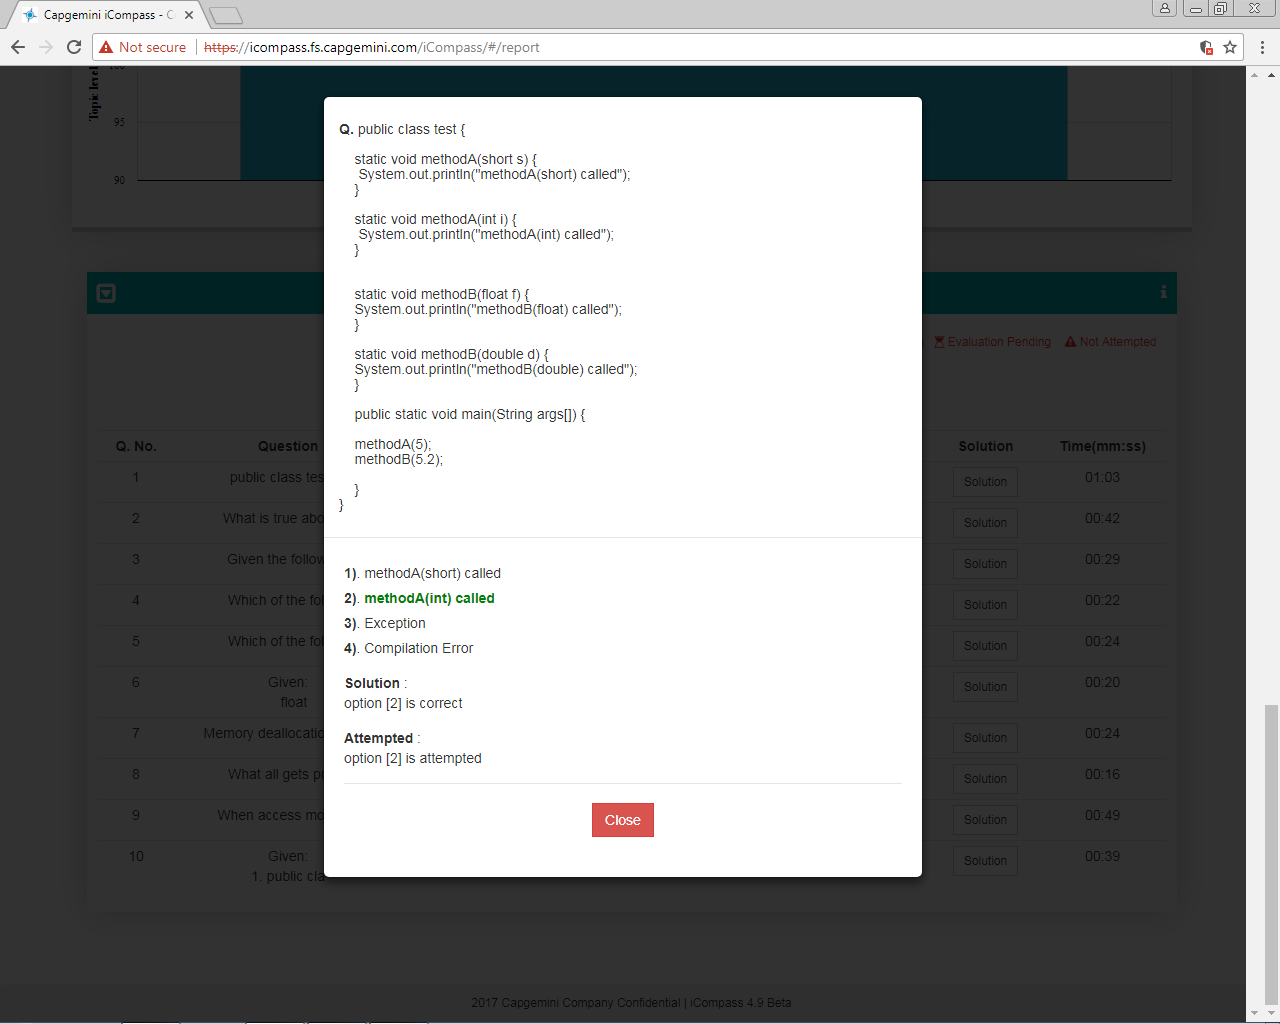 Capgemini iCompass - C
Not secure
https://icompass.fs.capgemini.com/iCompass/#/report
Topic level
100
95
90
Q. public class test {
static void methodA(short s) {
System.out.println("methodA(short) called");
}
static void methodA(int i) {
System.out.println("methodA(int) called");
}
static void methodB(float f) {
System.out.println("methodB(float) called");
}
static void methodB(double d) {
System.out.println("methodB(double) called");
}
public static void main(String args[]) {
methodA(5);
methodB(5.2);
}
}
1). methodA(short) called
2). methodA(int) called
3). Exception
4). Compilation Error
Solution :
option [2] is correct
Attempted :
option [2] is attempted
Close
Evaluation Pending Not Attempted
Q. No. Question Solution Time(mm:ss)
1 public class tes Solution 01:03
2 What is true abo Solution 00:42
3 Given the follow Solution 00:29
4 Which of the fol Solution 00:22
5 Which of the fol Solution 00:24
6 Given: Solution 00:20
float
7 Memory deallocatio Solution 00:24
8 What all gets p Solution 00:16
9 When access mo Solution 00:49
10 Given: Solution 00:39
1. public cla
2017 Capgemini Company Confidential | iCompass 4.9 Beta